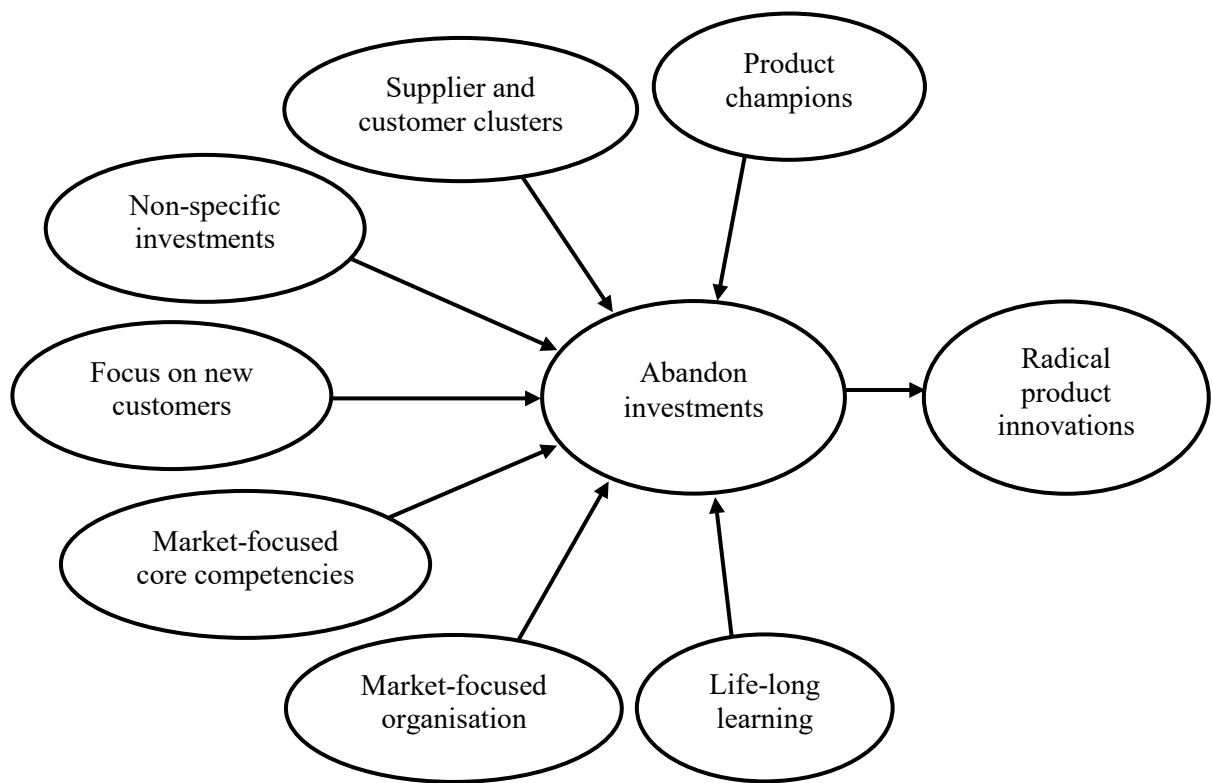 Product
champions
Supplier and
customer clusters
Non-specific
investments
Focus on new
customers
Abandon
investments
Radical
product
innovations
Market-focused
core competencies
Market-focused
organisation
Life-long
learning